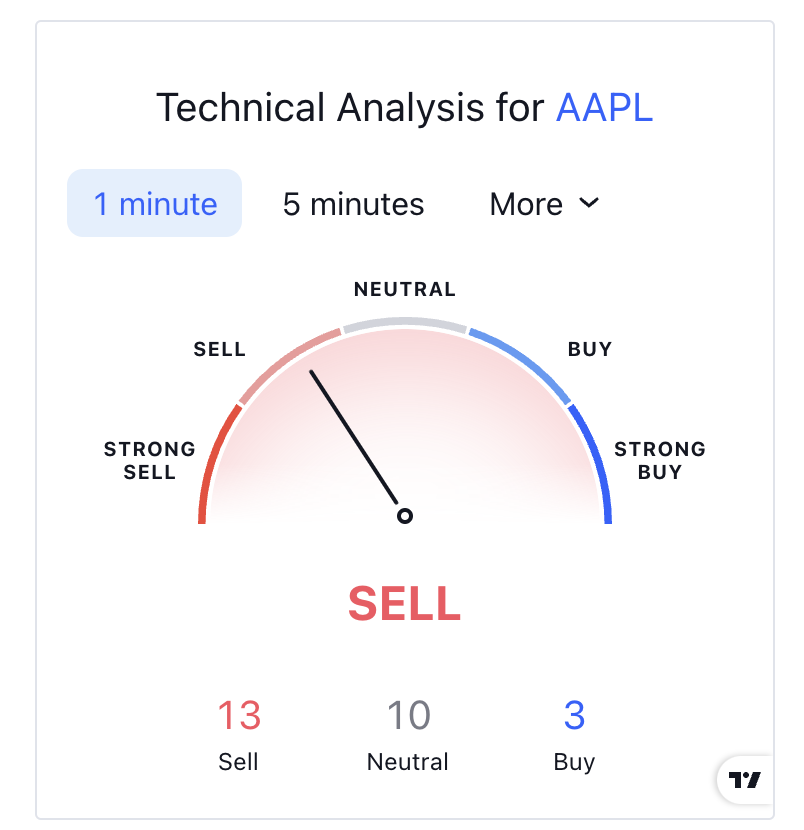 Technical Analysis for AAPL
1 minute 5 minutes More
NEUTRAL
SELL BUY
STRONG SELL STRONG BUY
SELL
13 10 3
Sell Neutral Buy